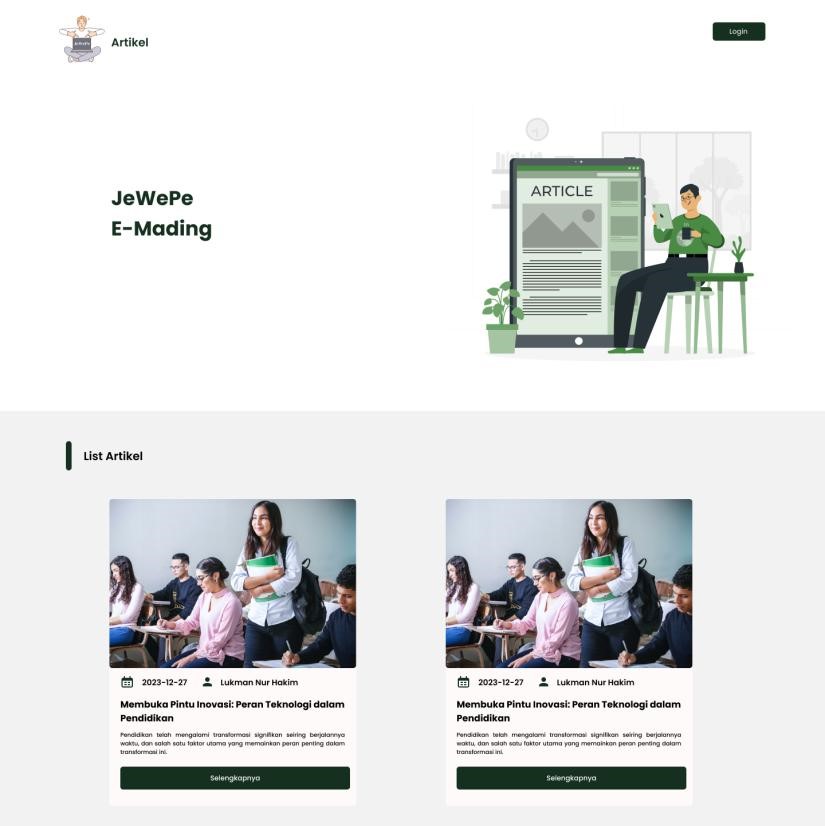 JeWePe
Artikel
Login
JeWePe
E-Mading
ARTICLE
List Artikel
2023-12-27 Lukman Nur Hakim
Membuka Pintu Inovasi: Peran Teknologi dalam
Pendidikan
Pendidikan telah mengalami transformasi signifikan seiring berjalannya
waktu, dan salah satu faktor utama yang memainkan peran penting dalam
transformasi ini.
Selengkapnya
2023-12-27 Lukman Nur Hakim
Membuka Pintu Inovasi: Peran Teknologi dalam
Pendidikan
Pendidikan telah mengalami transformasi signifikan seiring berjalannya
waktu, dan salah satu faktor utama yang memainkan peran penting dalam
transformasi ini.
Selengkapnya